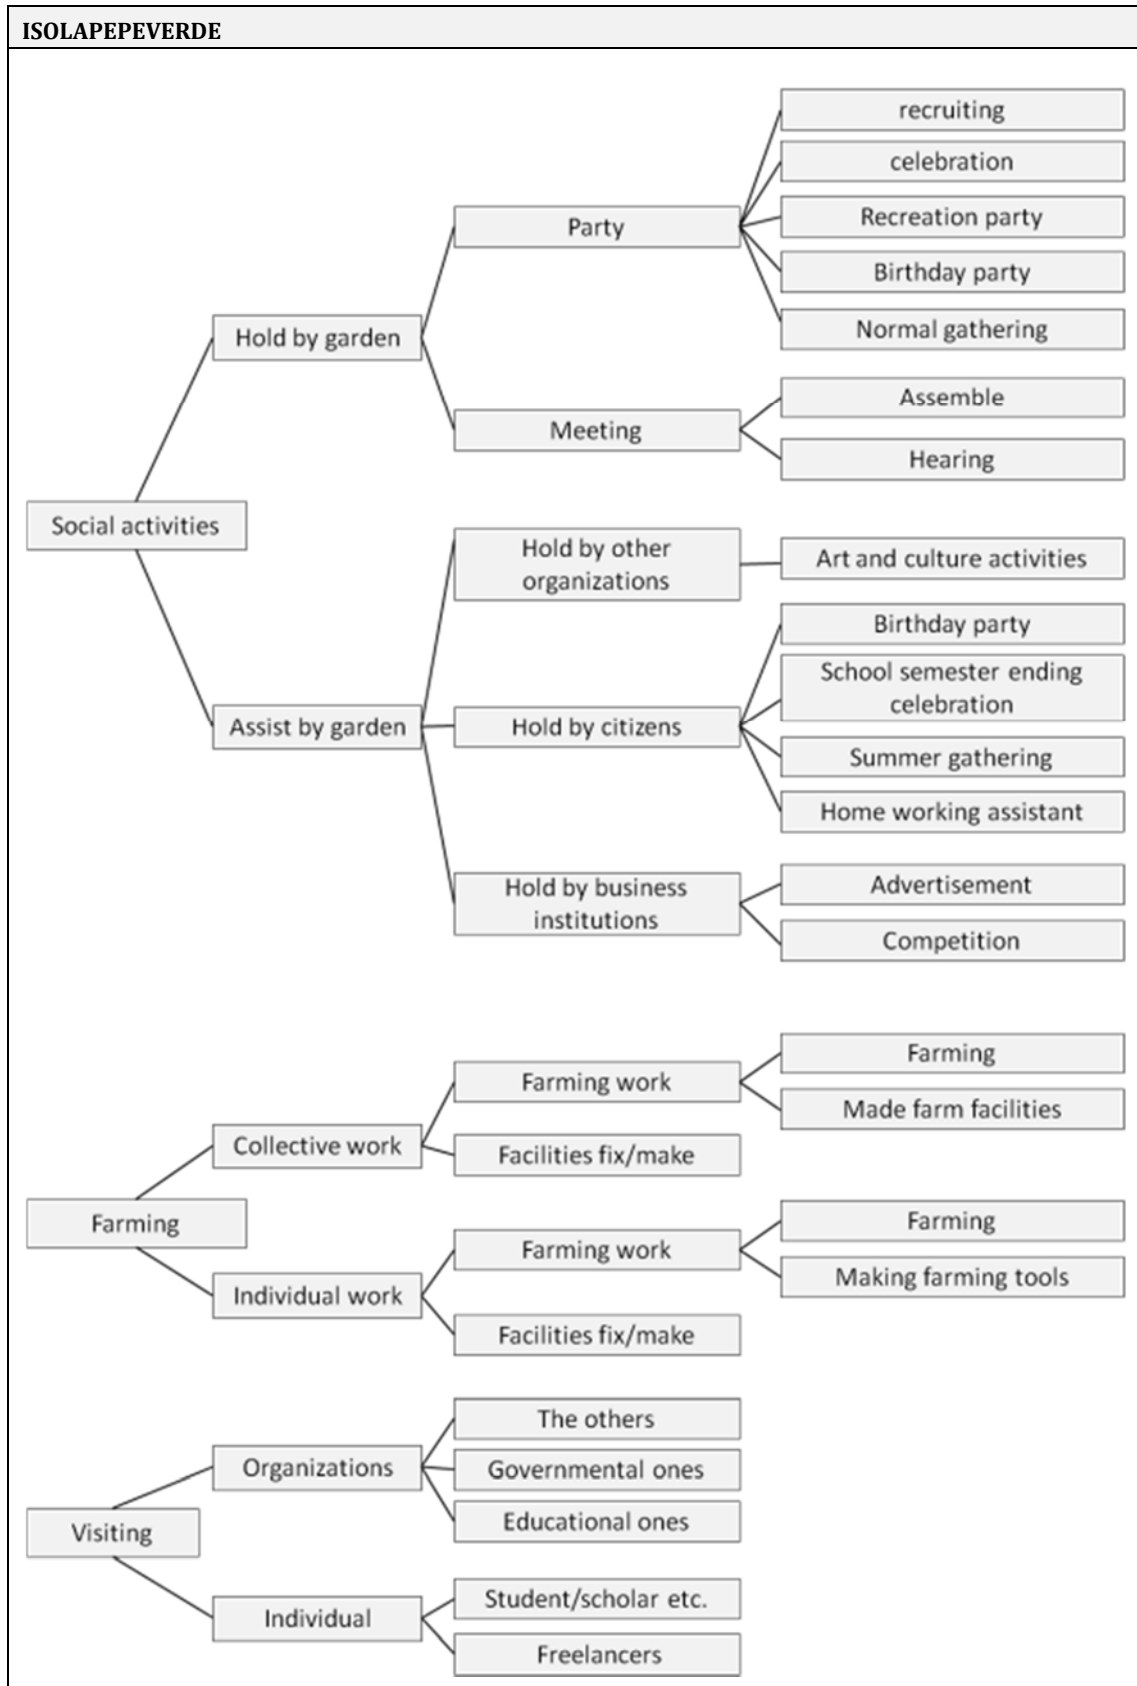 ISOLAPEPEVERDE
Social activities
Hold by garden
Party
recruiting
celebration
Recreation party
Birthday party
Normal gathering
Meeting
Assemble
Hearing
Assist by garden
Hold by other
organizations
Art and culture activities
Hold by citizens
Birthday party
School semester ending
celebration
Summer gathering
Home working assistant
Hold by business
institutions
Advertisement
Competition
Farming
Collective work
Farming work
Farming
Made farm facilities
Facilities fix/make
Individual work
Farming work
Farming
Making farming tools
Facilities fix/make
Visiting
Organizations
The others
Governmental ones
Educational ones
Individual
Student/scholar etc.
Freelancers